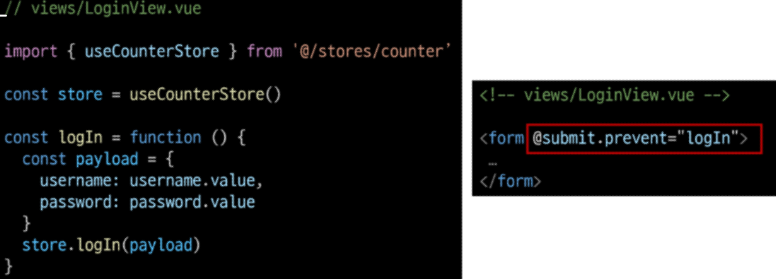 // views/LoginView.vue
import { useCounterStore } from '@/stores/counter’
const store = useCounterStore()
const logIn = function () {
const payload = {
username: username.value,
password: password.value
}
store.logIn(payload)
}
<!-- views/LoginView.vue -->
<form @submit.prevent="logIn">
…
</form>